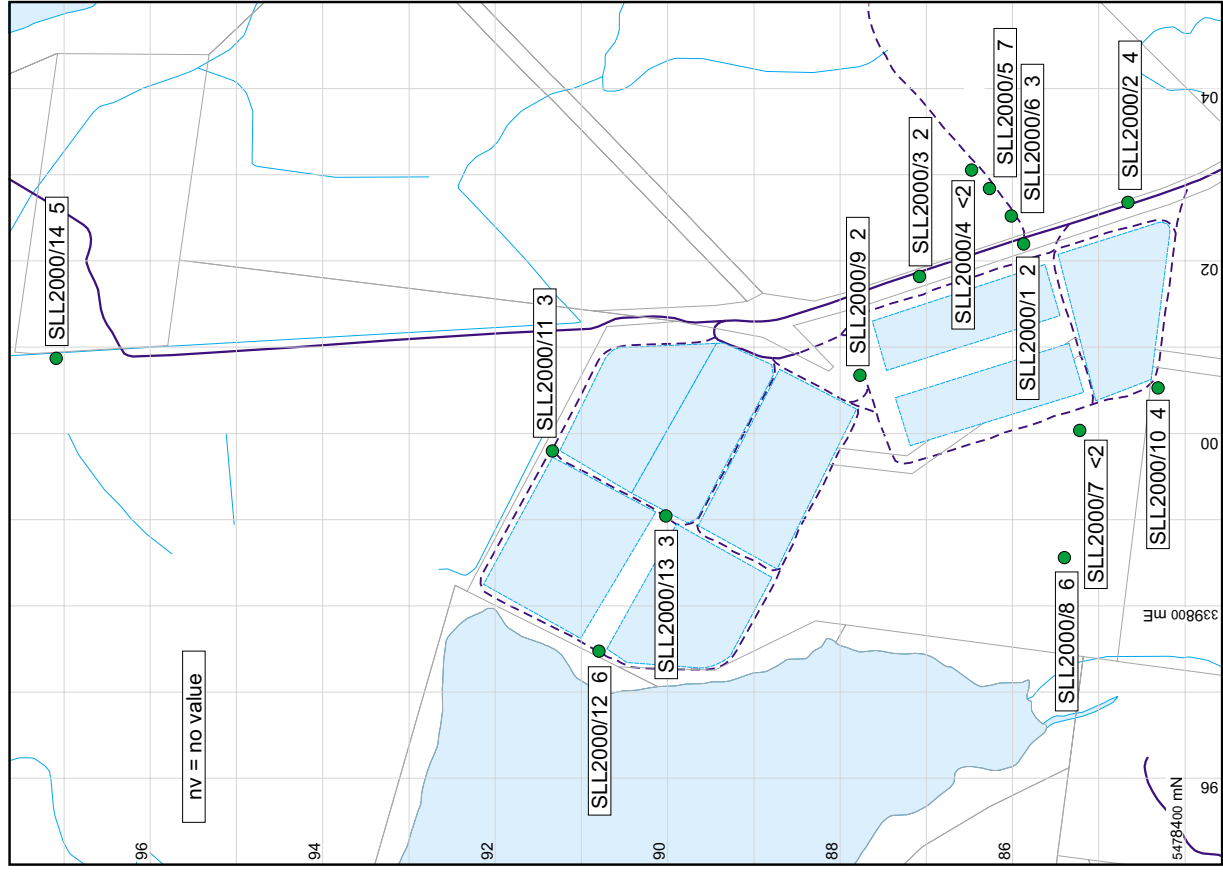 SLL2000/14 5
SLL2000/11 3
SLL2000/12 6
SLL2000/13 3
SLL2000/9 2
SLL2000/3 2
SLL2000/4 <2
SLL2000/5 7
SLL2000/6 3
SLL2000/1 2
SLL2000/2 4
SLL2000/10 4
SLL2000/7 <2
SLL2000/8 6
nv = no value
96
94
92
90
88
86
5478400 mN
96
339800 mE
00
02
04